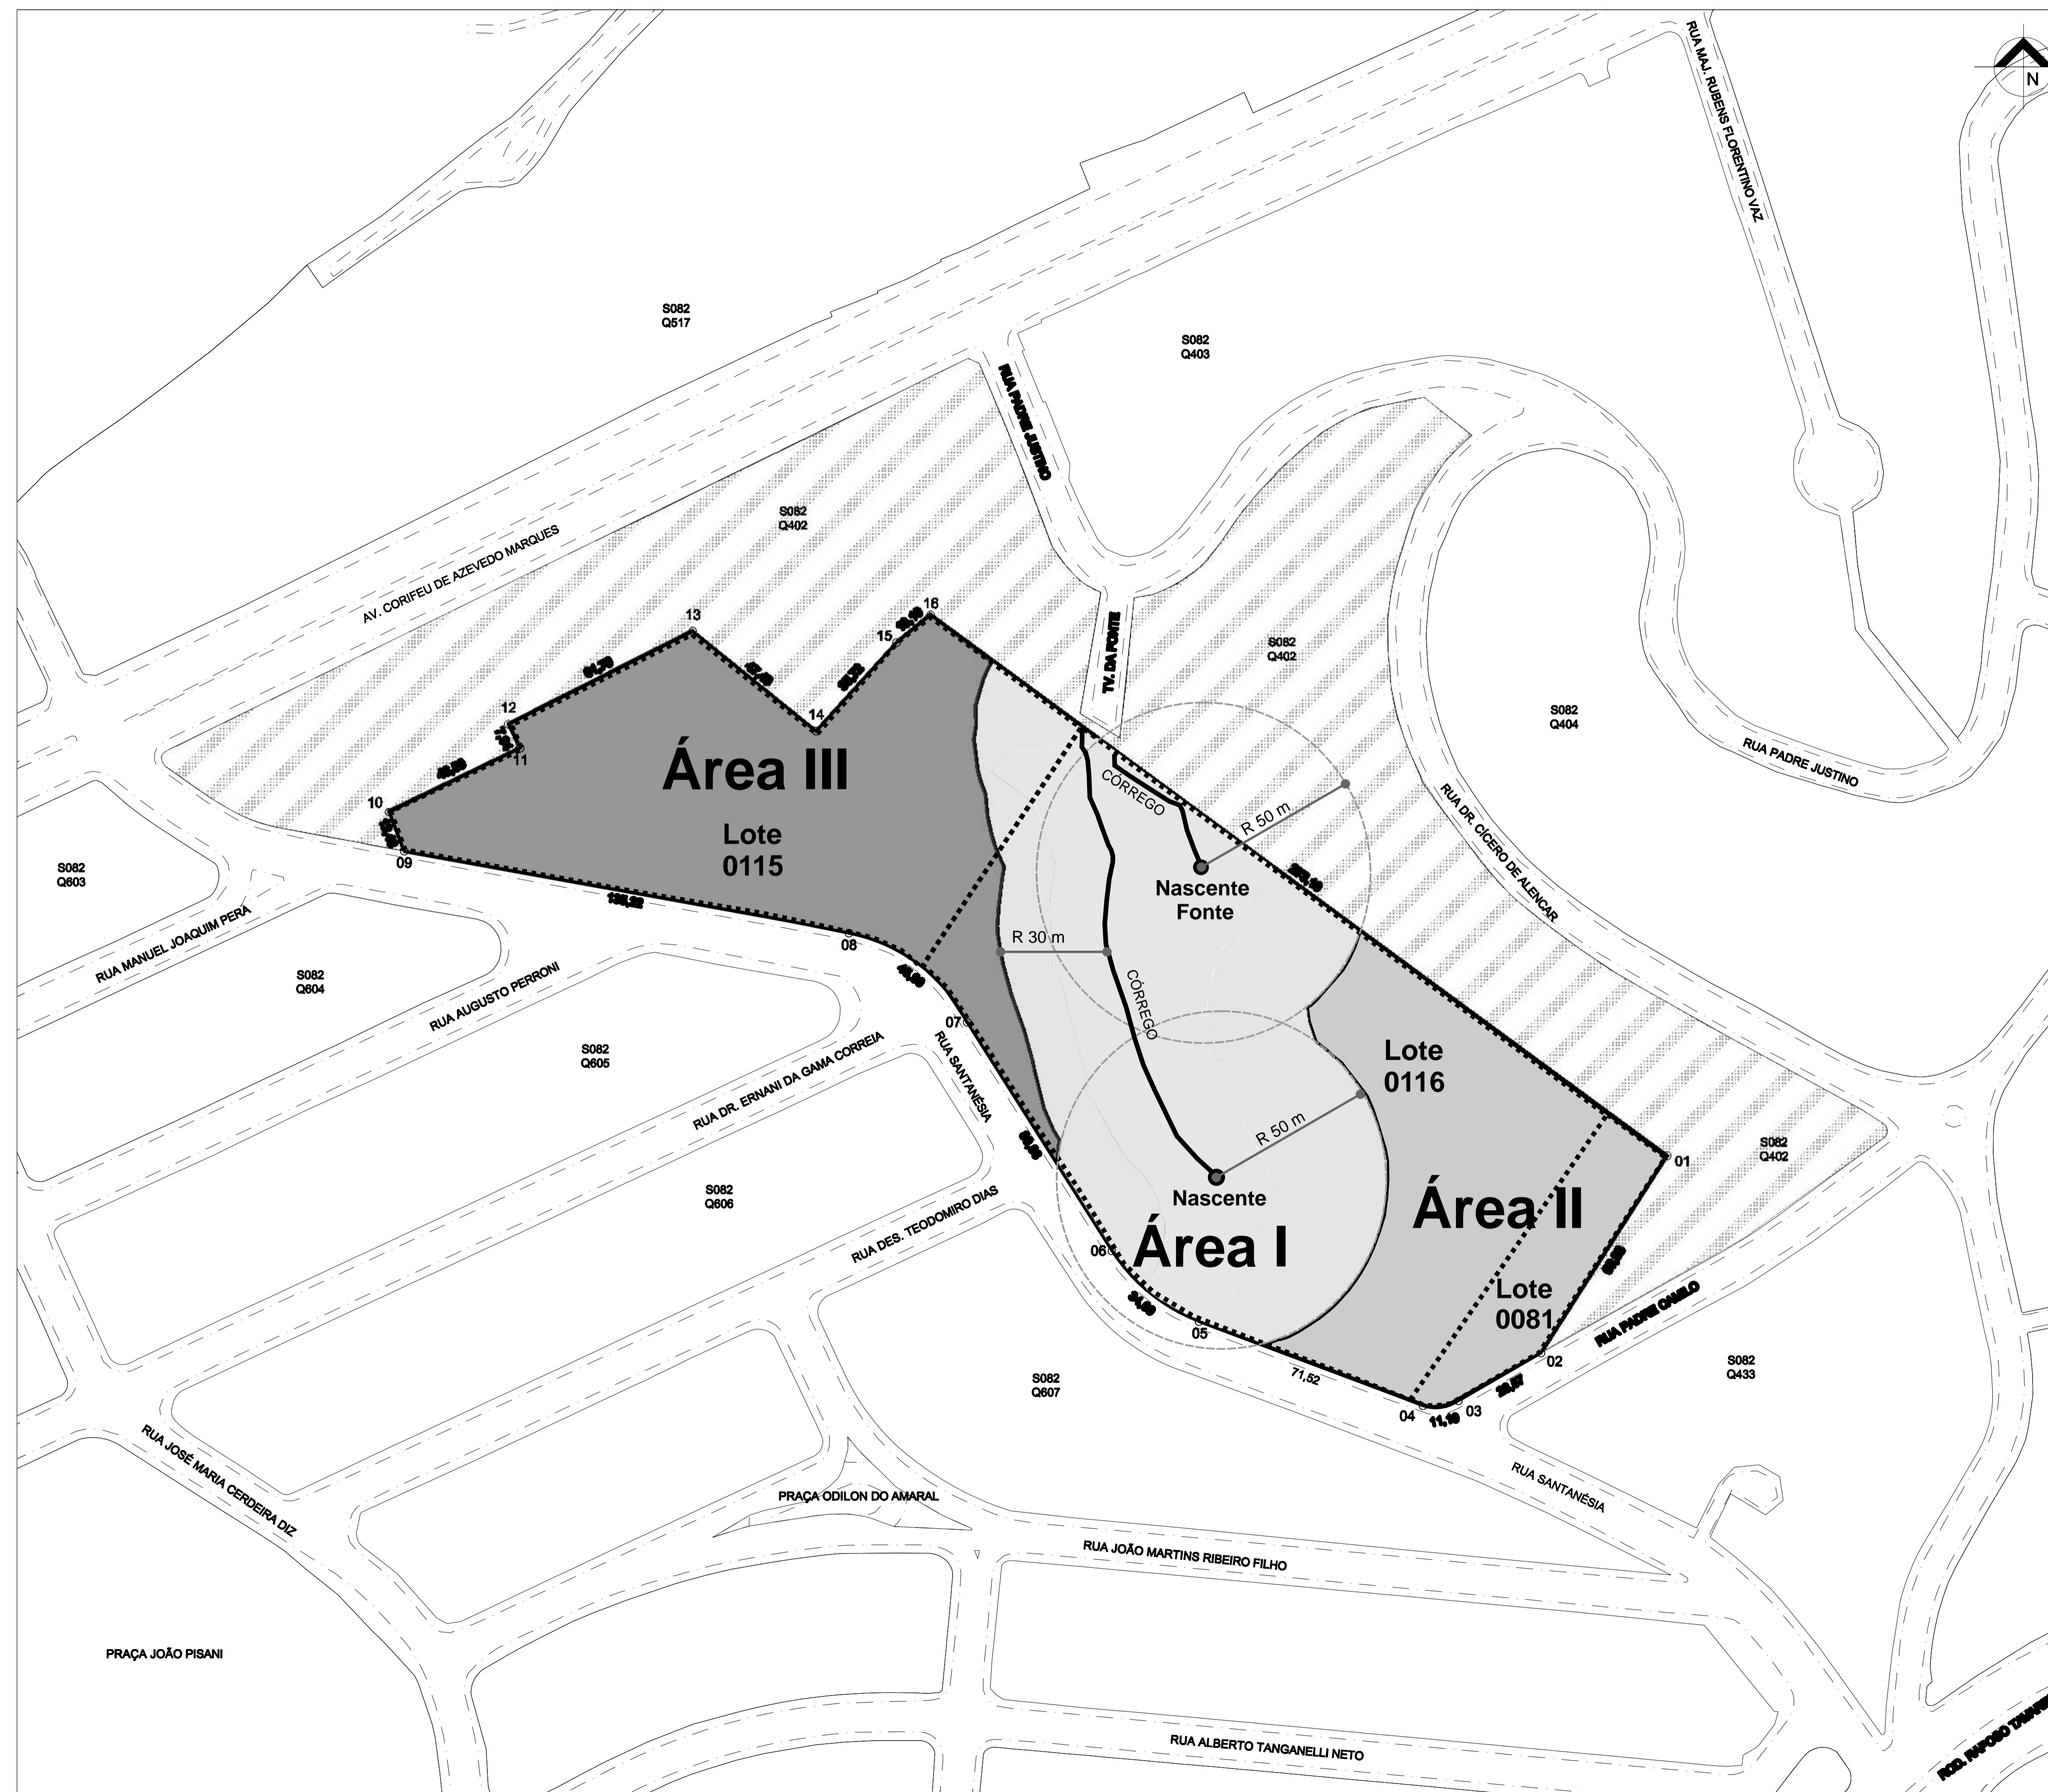 RUA MAJ. RUBENS FLORENTINO VAZ
N
S082
Q517
S082
Q403
RUA PADRE JUSTINO
S082
Q402
AV. CORIFEU DE AZEVEDO MARQUES
16
13
15
TV. DA FONTE
S082
Q402
12
14
11
S082
Q404
RUA PADRE JUSTINO
Área III
10
CÓRREGO
R 50 m
RUA DR. CÍCERO DE ALENCAR
Lote
0115
09
S082
Q603
Nascente
Fonte
135,22
RUA MANUEL JOAQUIM PERA
08
R 30 m
S082
Q604
RUA AUGUSTO PERRONI
CÓRREGO
07
S082
Q605
RUA DR. ERNANI DA GAMA CORREIA
RUA SANTANÉSIA
Lote
0116
R 50 m
S082
Q402
01
S082
Q606
Nascente
Área II
RUA DES. TEODOMIRO DIAS
06
Área I
Lote
0081
RUA PADRE CAMILO
05
02
S082
Q607
71,52
S082
Q433
04
11,19
03
RUA SANTANÉSIA
RUA JOSÉ MARIA CERDEIRA DIZ
PRAÇA ODILON DO AMARAL
RUA JOÃO MARTINS RIBEIRO FILHO
PRAÇA JOÃO PISANI
RUA ALBERTO TANGANELLI NETO
ROD. RAPOSO